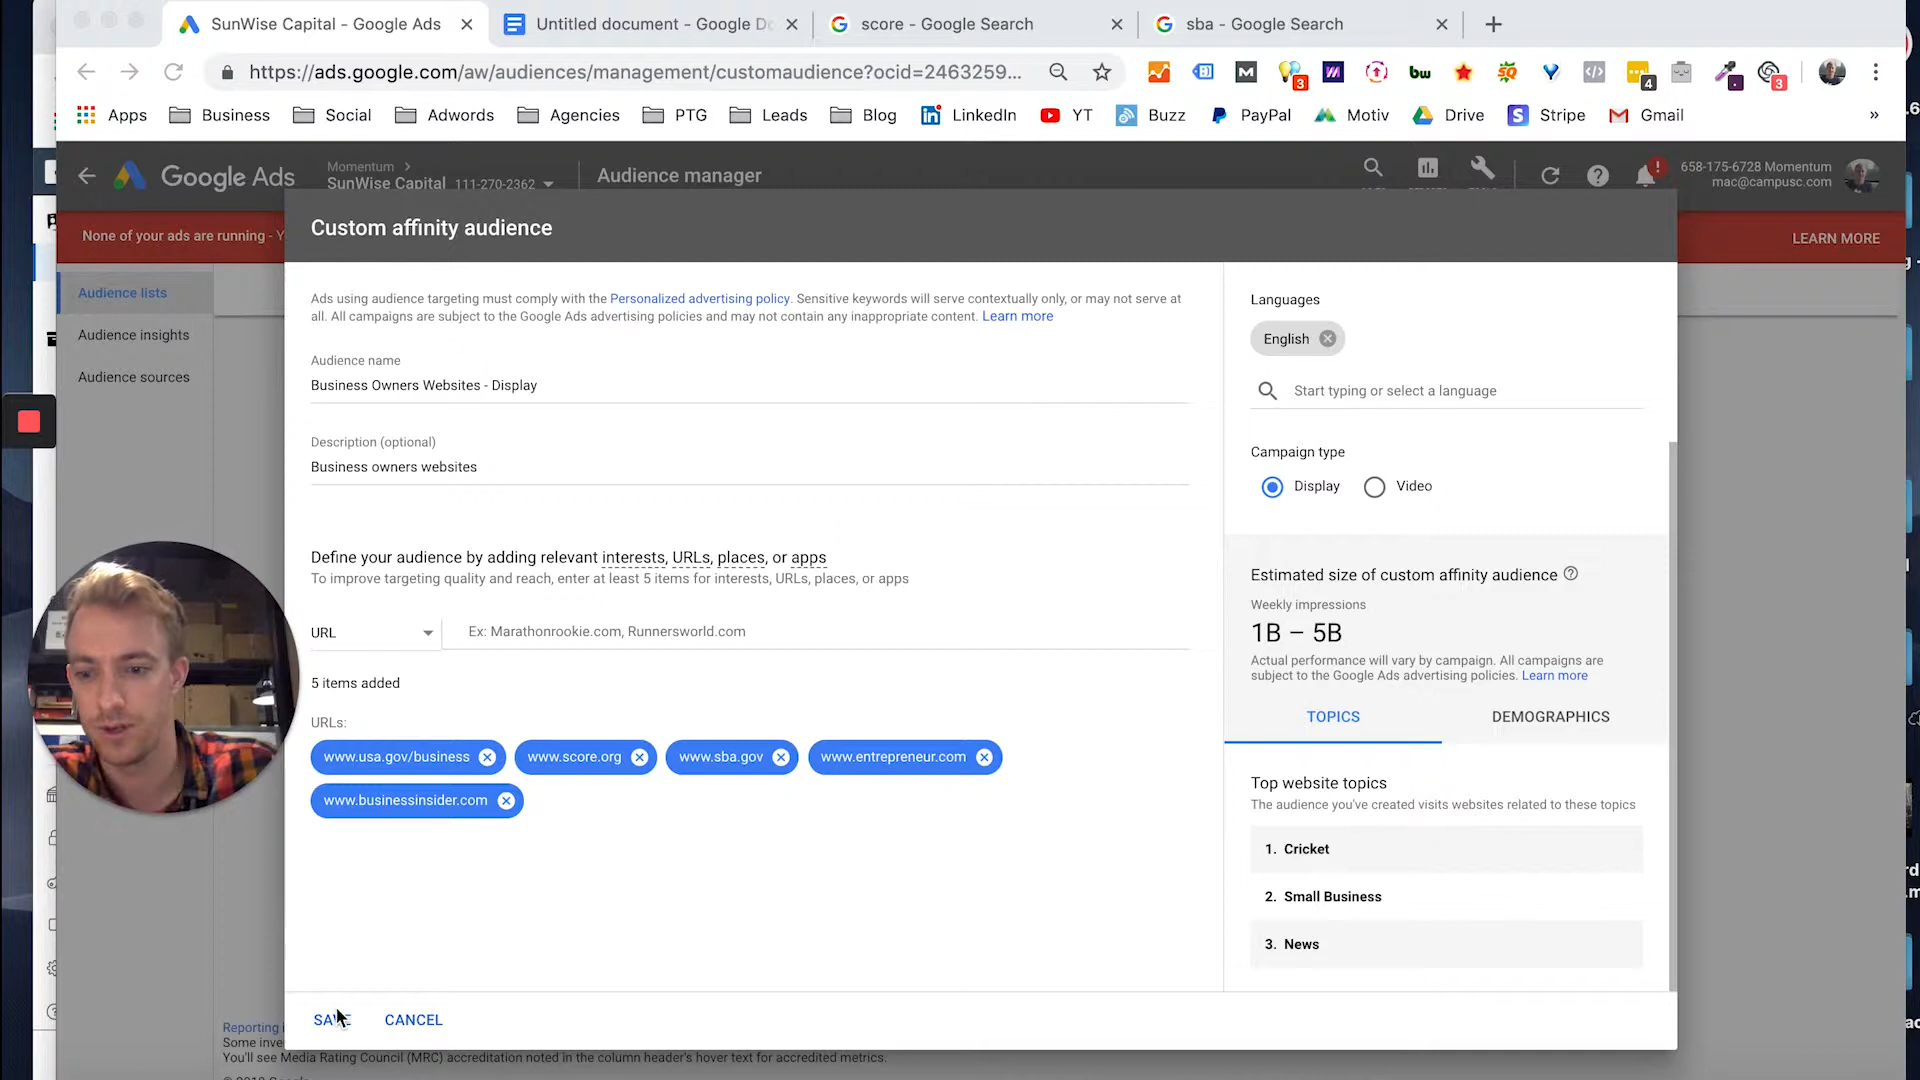 SunWise Capital - Google Ads
Untitled document - Google Do
score - Google Search
sba - Google Search
https://ads.google.com/aw/audiences/management/customaudience?ocid=2463259...
3
4
3
Apps
Business
Social
Adwords
Agencies
PTG
Leads
Blog
LinkedIn
YT
Buzz
PayPal
Motiv
Drive
Stripe
Gmail
»
Google Ads
Momentum
SunWise Capital 111-270-2362
Audience manager
658-175-6728 Momentum
mac@campusc.com
None of your ads are running - Y
LEARN MORE
Audience lists
Audience insights
Audience sources
Custom affinity audience
Ads using audience targeting must comply with the Personalized advertising policy. Sensitive keywords will serve contextually only, or may not serve at
all. All campaigns are subject to the Google Ads advertising policies and may not contain any inappropriate content. Learn more
Audience name
Business Owners Websites - Display
Description (optional)
Business owners websites
Define your audience by adding relevant interests, URLs, places, or apps
To improve targeting quality and reach, enter at least 5 items for interests, URLs, places, or apps
URL
Ex: Marathonrookie.com, Runnersworld.com
5 items added
URLs:
www.usa.gov/business
www.score.org
www.sba.gov
www.entrepreneur.com
www.businessinsider.com
SAVE
CANCEL
Languages
English
Start typing or select a language
Campaign type
Display
Video
Estimated size of custom affinity audience
Weekly impressions
1B – 5B
Actual performance will vary by campaign. All campaigns are
subject to the Google Ads advertising policies. Learn more
TOPICS
DEMOGRAPHICS
Top website topics
The audience you've created visits websites related to these topics
1. Cricket
2. Small Business
3. News
Reporting i
Some inve
You'll see Media Rating Council (MRC) accreditation noted in the column header's hover text for accredited metrics.